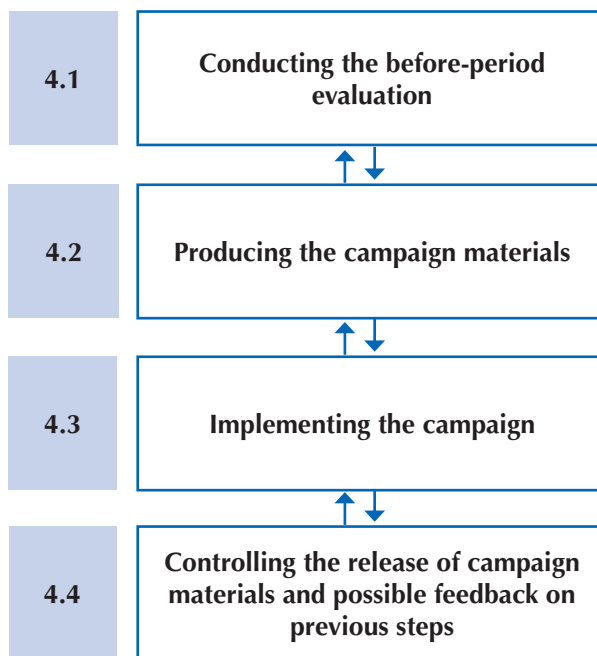 4.1
Conducting the before-period
evaluation
4.2
Producing the campaign materials
4.3
Implementing the campaign
4.4
Controlling the release of campaign
materials and possible feedback on
previous steps